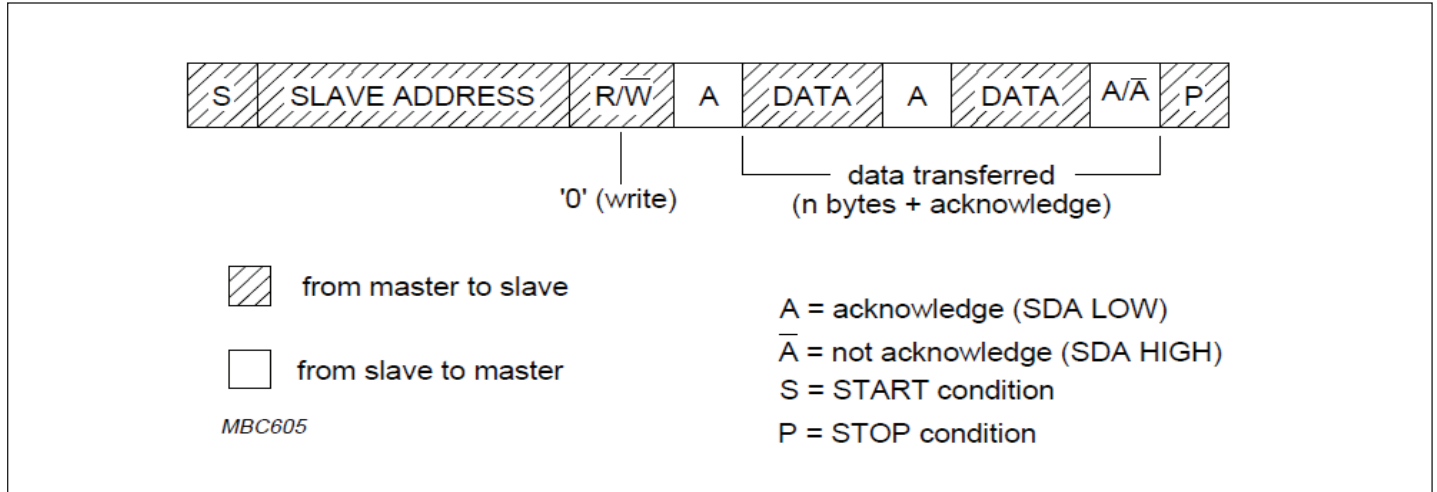 S SLAVE ADDRESS R/W̅ A DATA A DATA A/A̅ P
'0' (write)
data transferred
(n bytes + acknowledge)
from master to slave
from slave to master
MBC605
A = acknowledge (SDA LOW)
A̅ = not acknowledge (SDA HIGH)
S = START condition
P = STOP condition